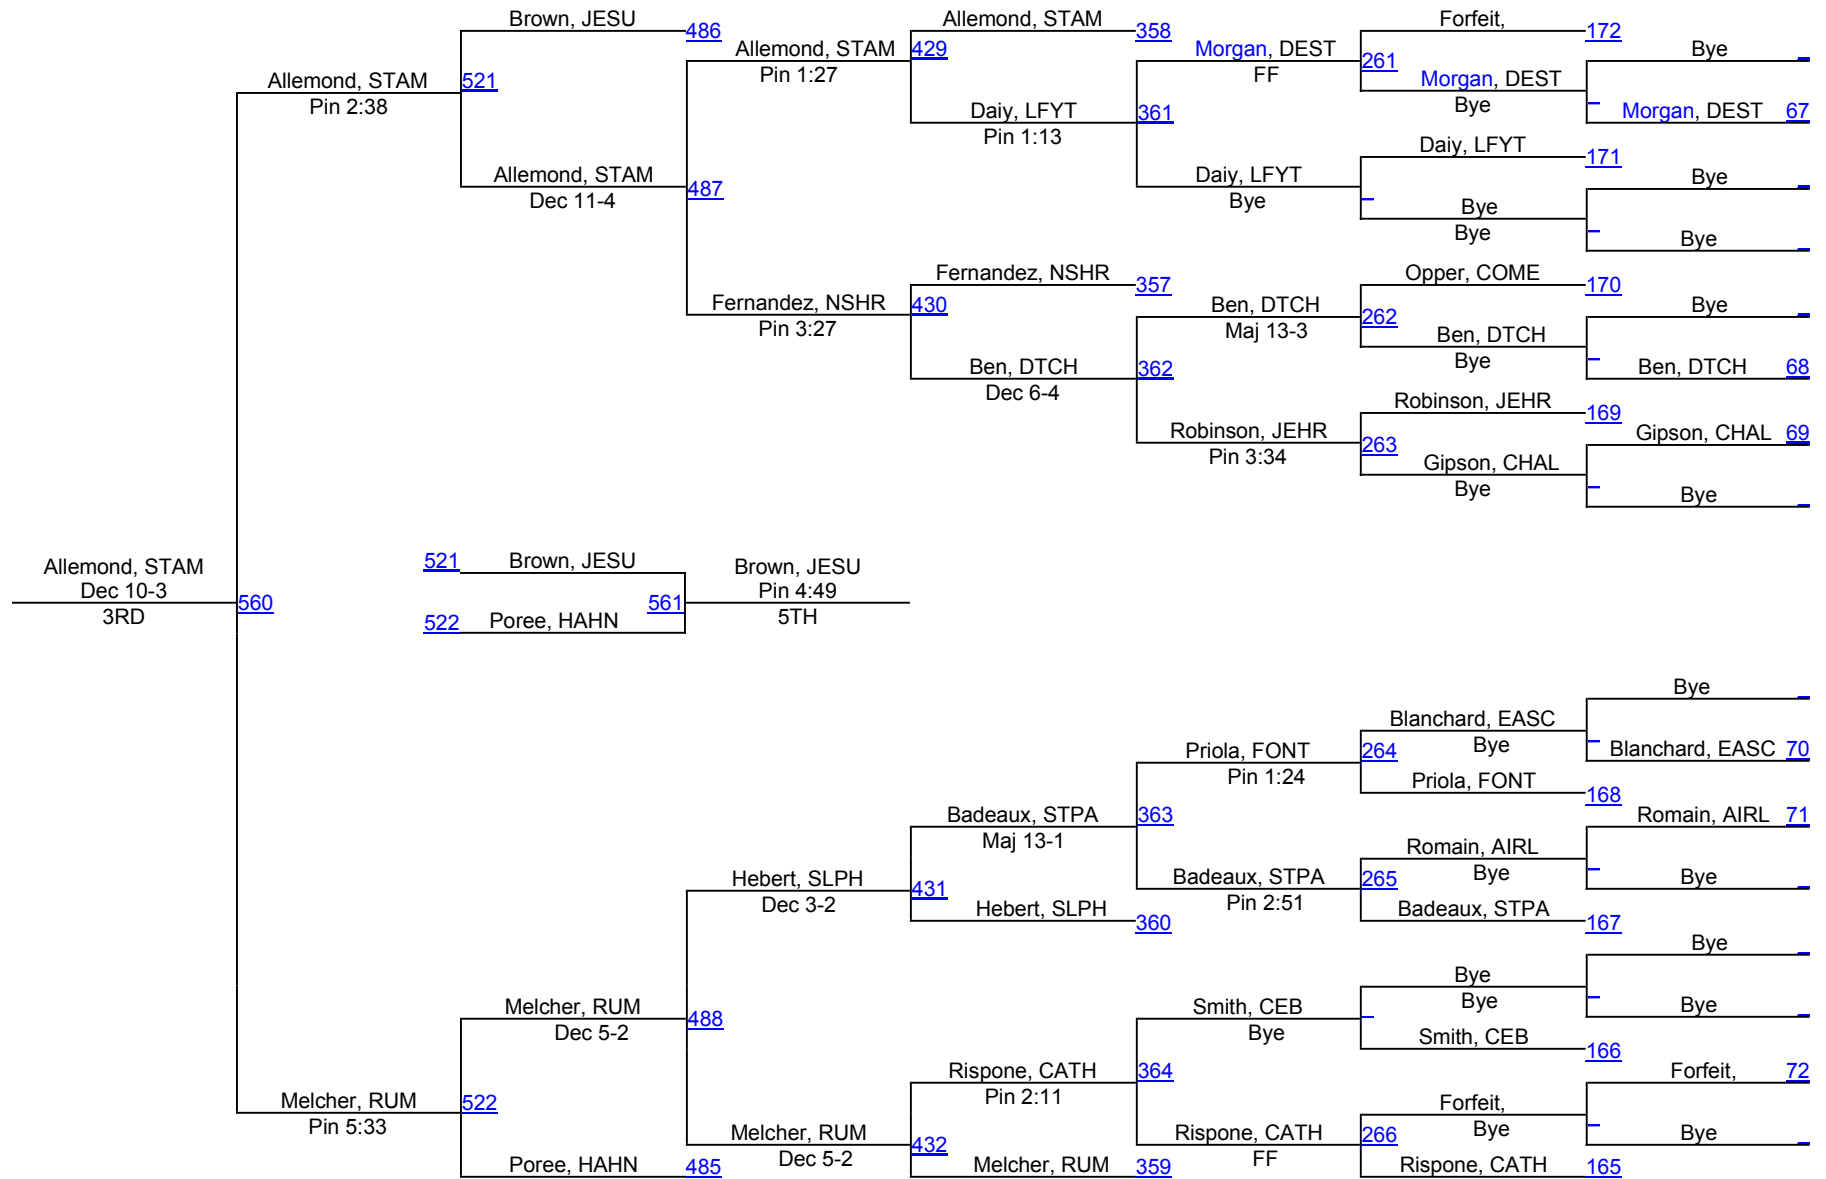 Brown, JESU
486
Allemond, STAM
358
Forfeit,
172
Allemond, STAM
Pin 1:27
429
Morgan, DEST
FF
261
Bye
Allemond, STAM
Pin 2:38
521
Morgan, DEST
Bye
Daiy, LFYT
Pin 1:13
361
Morgan, DEST 67
Daiy, LFYT
171
Allemond, STAM
Dec 11-4
487
Daiy, LFYT
Bye
Bye
Bye
Bye
Bye
Fernandez, NSHR
357
Opper, COME
170
Fernandez, NSHR
Pin 3:27
430
Ben, DTCH
Maj 13-3
262
Bye
Ben, DTCH
Bye
Ben, DTCH
Dec 6-4
362
Ben, DTCH 68
Robinson, JEHR
169
Robinson, JEHR
Pin 3:34
263
Gipson, CHAL 69
Gipson, CHAL
Bye
Bye
Allemond, STAM
Dec 10-3
3RD
560
521
Brown, JESU
522
Poree, HAHN
561
Brown, JESU
Pin 4:49
5TH
Bye
Blanchard, EASC
Bye
Priola, FONT
Pin 1:24
264
Blanchard, EASC 70
Priola, FONT
168
Badeaux, STPA
Maj 13-1
363
Romain, AIRL 71
Romain, AIRL
Bye
Hebert, SLPH
Dec 3-2
431
Badeaux, STPA
Pin 2:51
265
Bye
Hebert, SLPH
360
Badeaux, STPA
167
Bye
Bye
Bye
Melcher, RUM
Dec 5-2
488
Smith, CEB
Bye
Bye
Smith, CEB
166
Rispone, CATH
Pin 2:11
364
Forfeit, 72
Melcher, RUM
Pin 5:33
522
Forfeit,
Bye
Melcher, RUM
Dec 5-2
432
Rispone, CATH
FF
266
Bye
Poree, HAHN
485
Melcher, RUM
359
Rispone, CATH
165